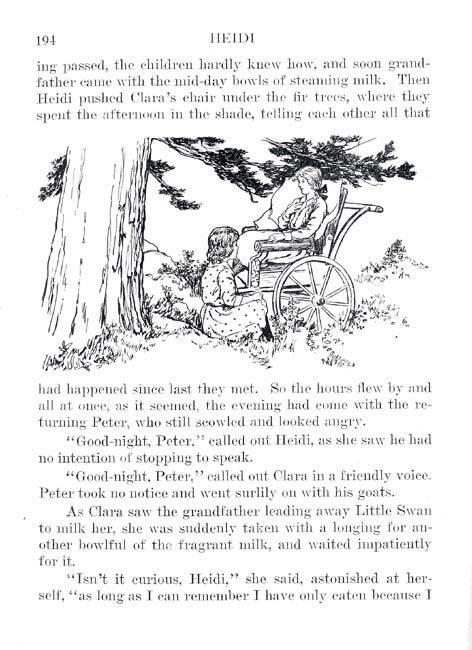 194
HEIDI
ing passed, the children hardly knew how, and soon grand-
father came with the mid-day bowls of steaming milk. Then
Heidi pushed Clara's chair under the fir trees, where they
spent the afternoon in the shade, telling each other all that
had happened since last they met. So the hours flew by and
all at once, as it seemed, the evening had come with the re-
turning Peter, who still scowled and looked angry.
"Good-night, Peter," called out Heidi, as she saw he had
no intention of stopping to speak.
"Good-night, Peter," called out Clara in a friendly voice.
Peter took no notice and went surlily on with his goats.
As Clara saw the grandfather leading away Little Swan
to milk her, she was suddenly taken with a longing for an-
other bowlful of the fragrant milk, and waited impatiently
for it.
"Isn't it curious, Heidi," she said, astonished at her-
self, "as long as I can remember I have only eaten because I